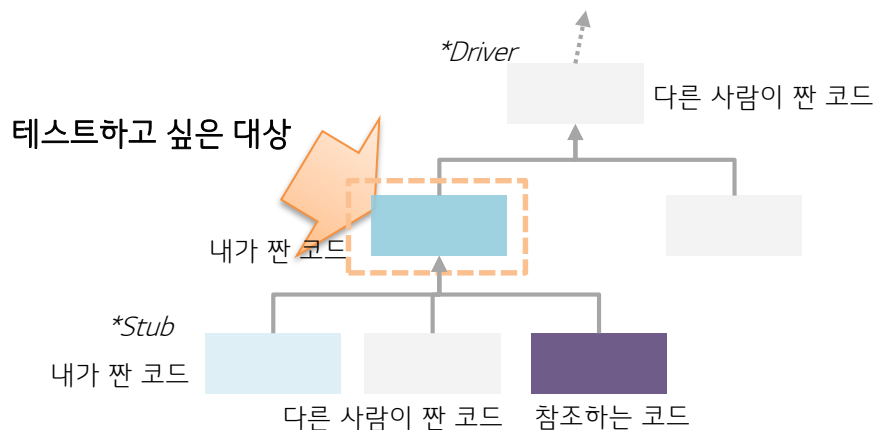 *Driver
다른 사람이 짠 코드
테스트하고 싶은 대상
내가 짠 코드
*Stub
내가 짠 코드
다른 사람이 짠 코드
참조하는 코드